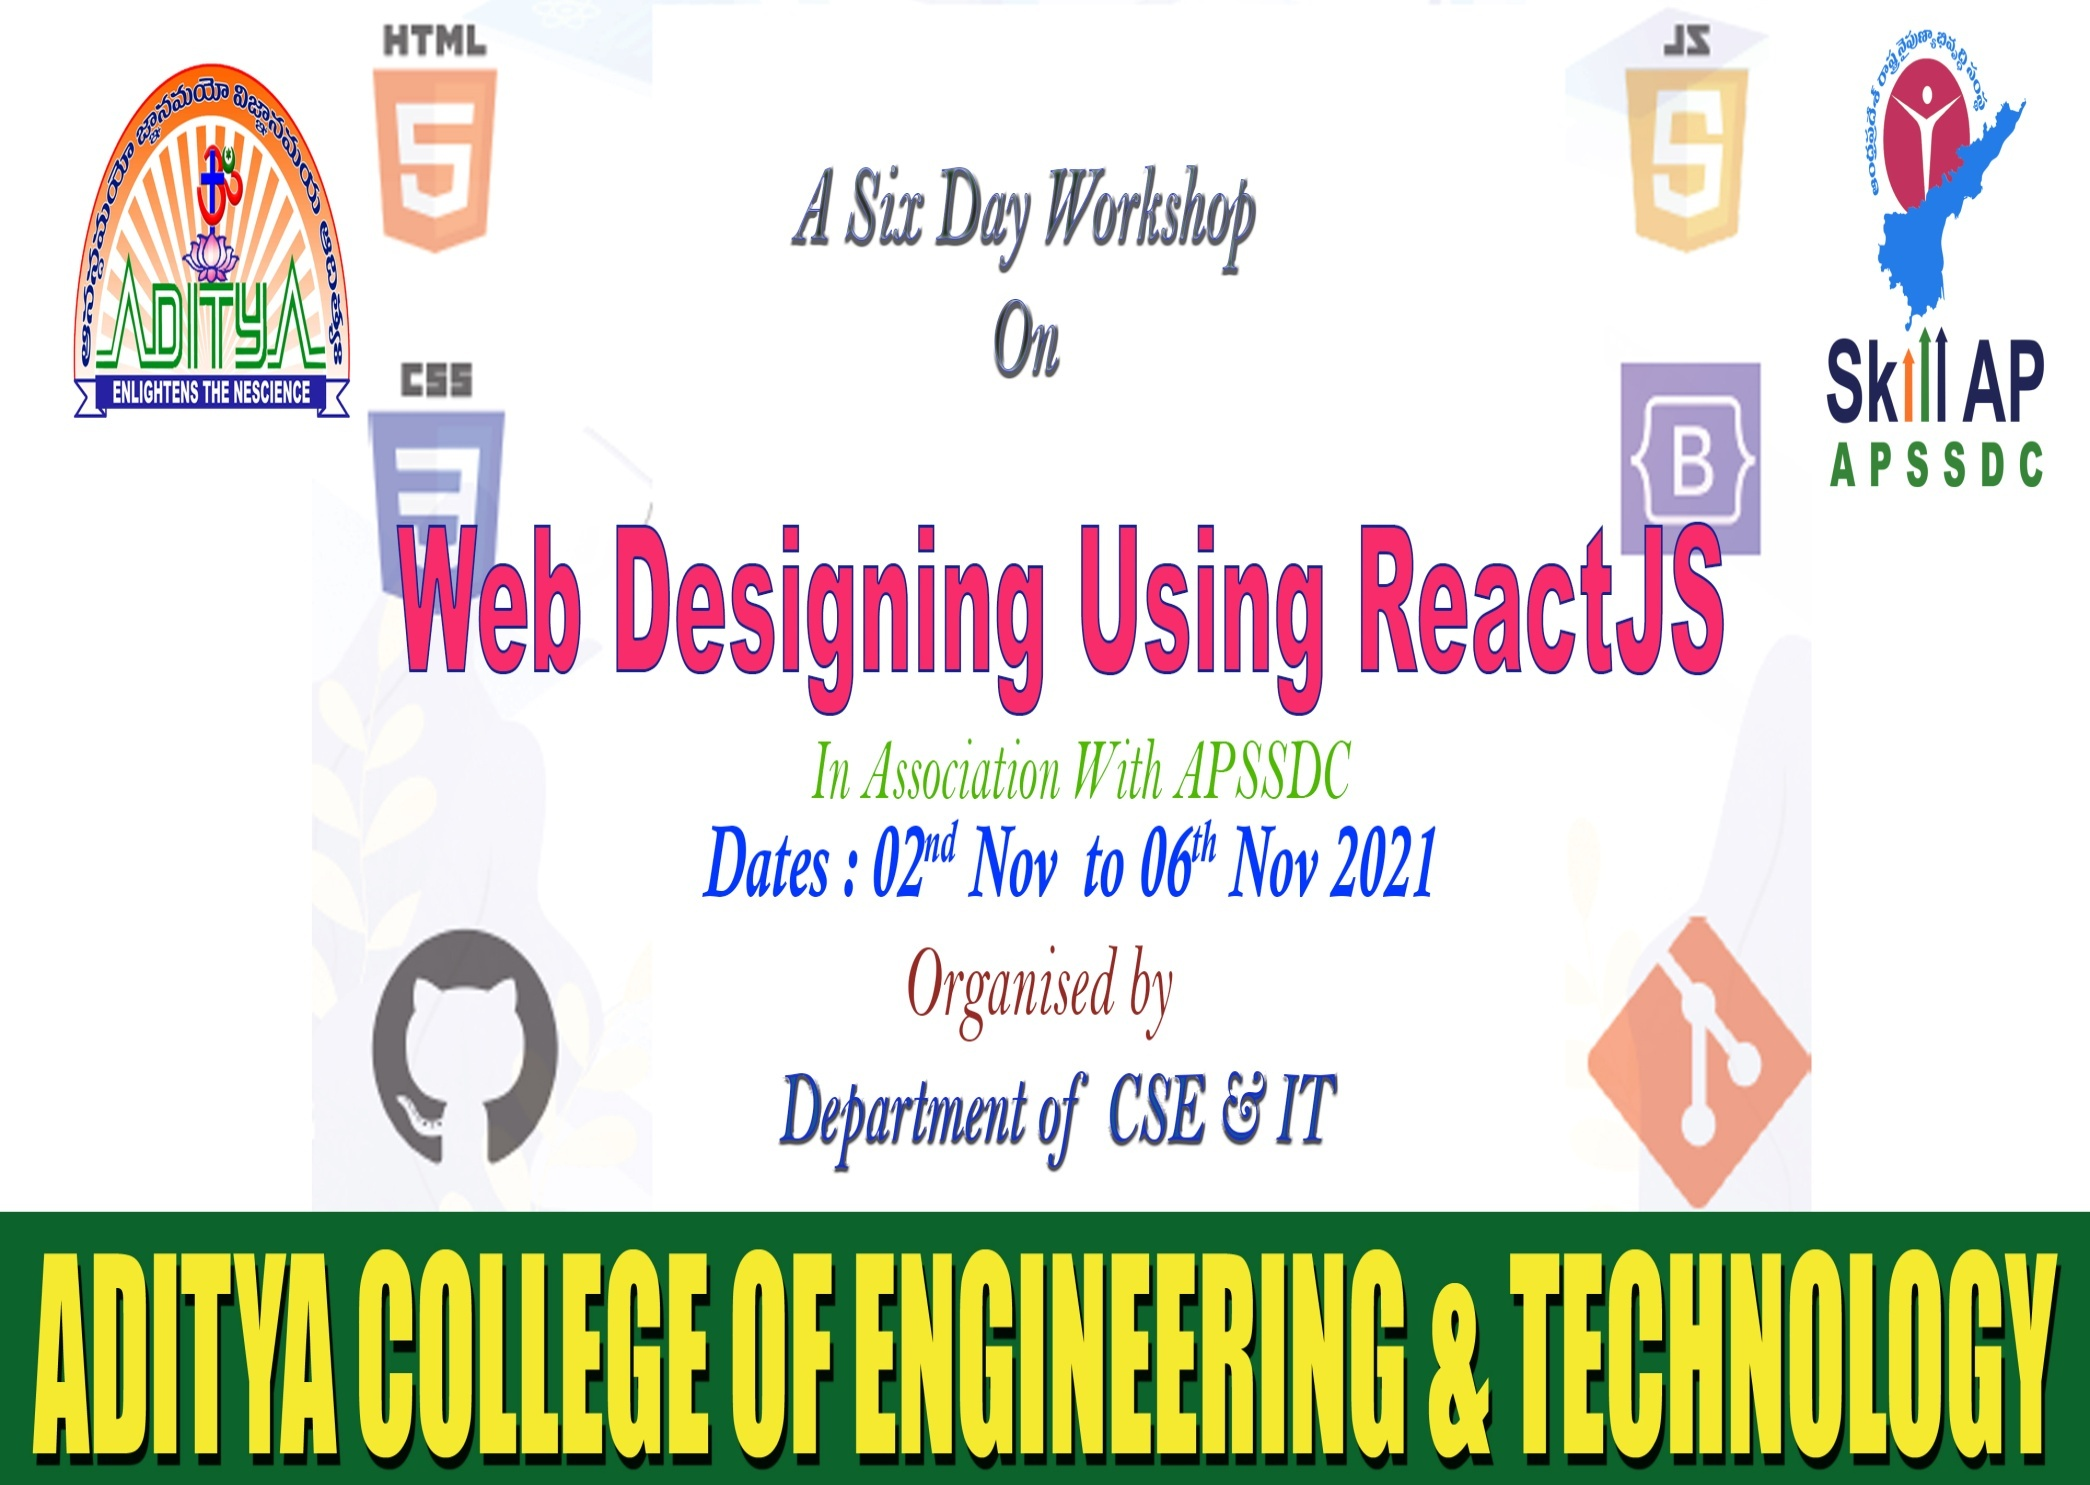 HTML
JS
ఆంధ్రప్రదేశ్ రాష్ట్ర నైపుణ్యాభివృద్ధి సంస్థ
ADITYA
ENLIGHTENS THE NESCIENCE
A Six Day Workshop
On
CSS
B
Skill AP
APSSDC
Web Designing Using ReactJS
In Association With APSSDC
Dates : 02nd Nov to 06th Nov 2021
Organised by
Department of CSE & IT
ADITYA COLLEGE OF ENGINEERING & TECHNOLOGY